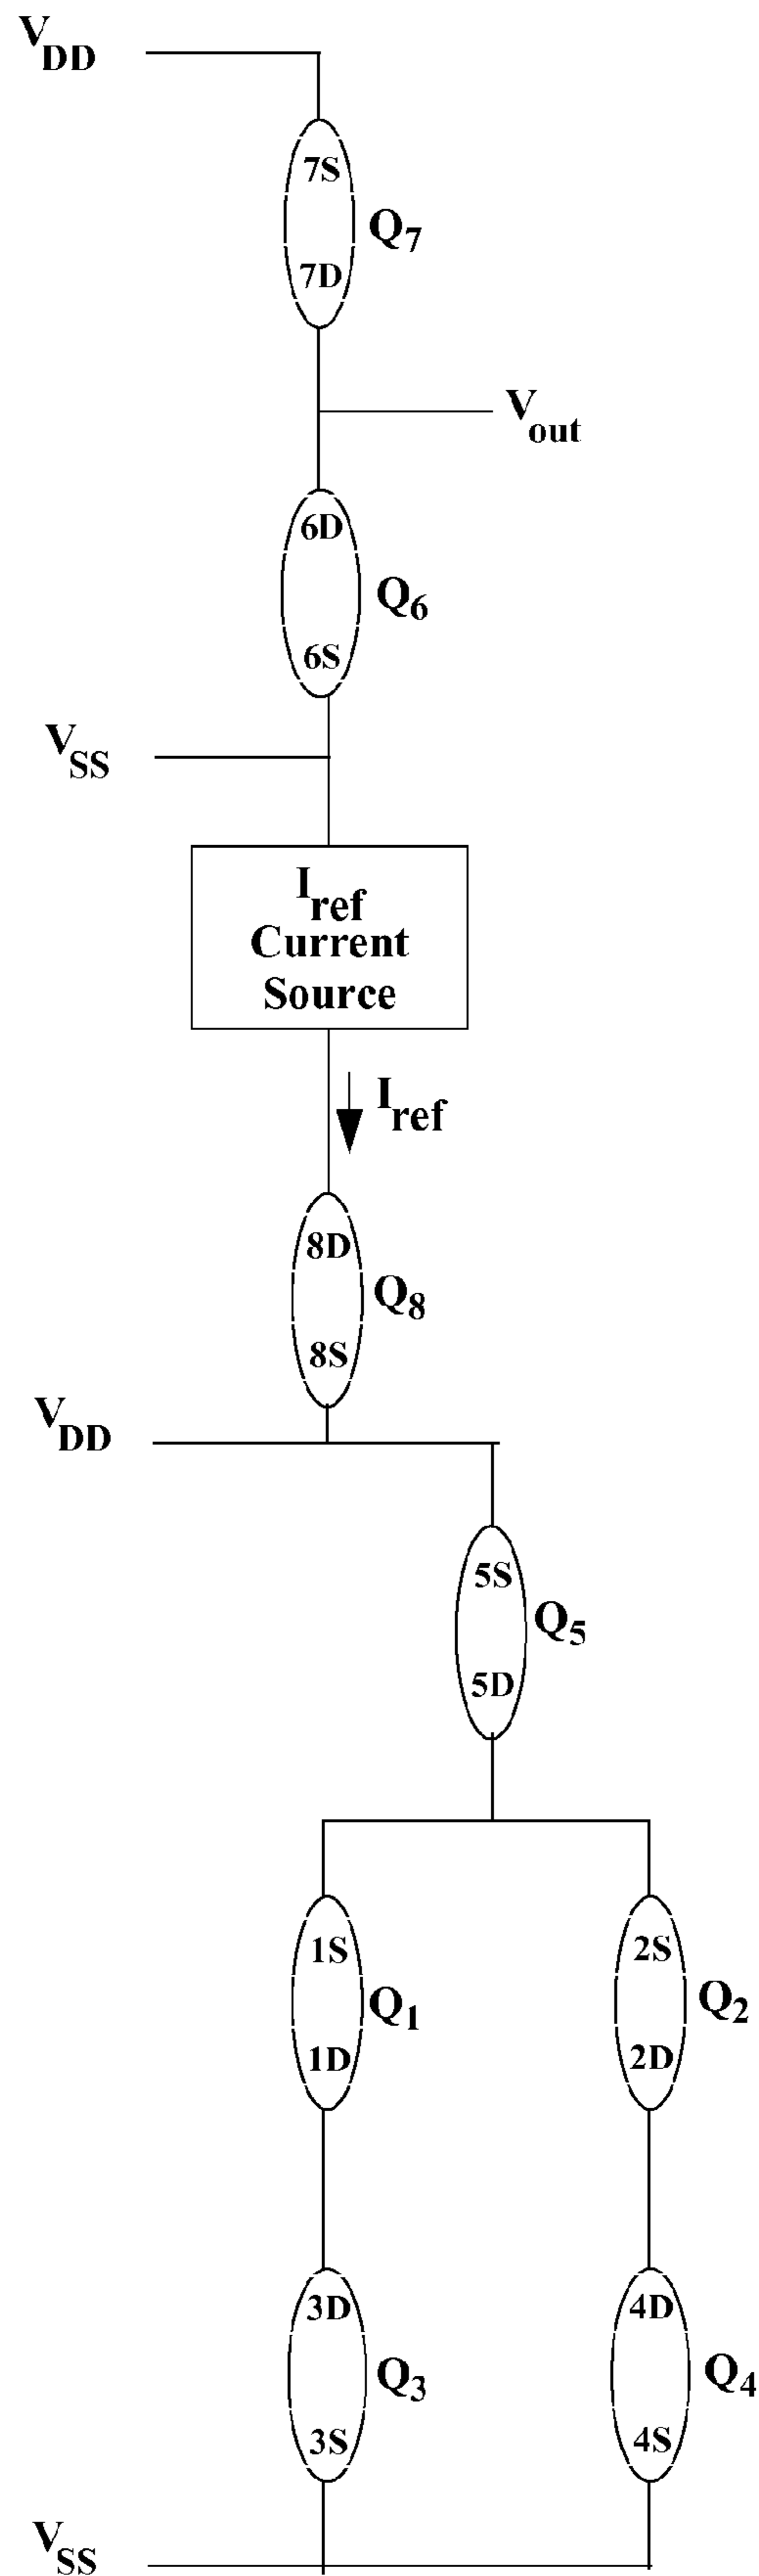 VDD
7S
Q7
7D
Vout
6D
Q6
6S
VSS
Iref
Current
Source
Iref
8D
Q8
8S
VDD
5S
Q5
5D
1S
2S
Q1
Q2
1D
2D
3D
4D
Q3
Q4
3S
4S
VSS